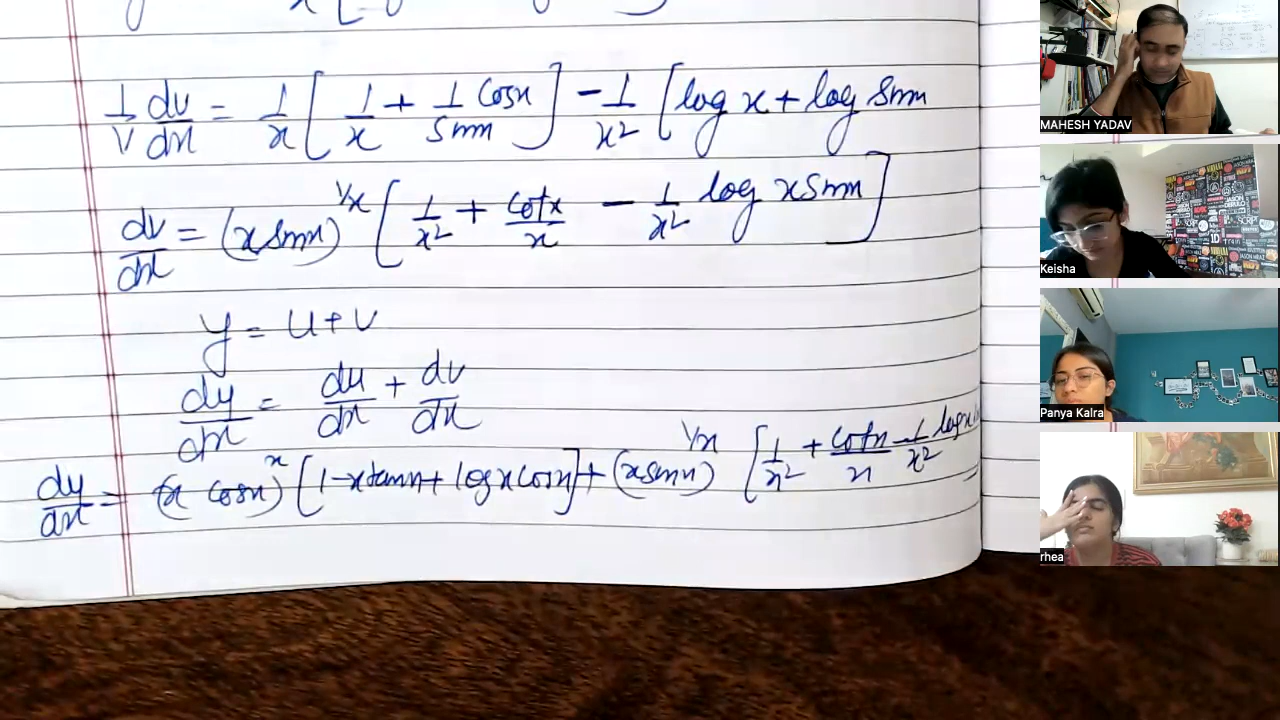 1/v dv/dx = 1/x [ 1/x + 1/sinx cosx ] - 1/x² [ log x + log sinx
dv/dx = (x sinx)^1/x [ 1/x² + cotx/x - 1/x² log x sinx ]
y = u+v
dy/dx = du/dx + dv/dx
dy/dx = (x cosx)^x [1-x tanx + log x cosx] + (x sinx)^1/x [ 1/x² + cotx/x - 1/x² log x
MAHESH YADAV
Keisha
Panya Kalra
rhea